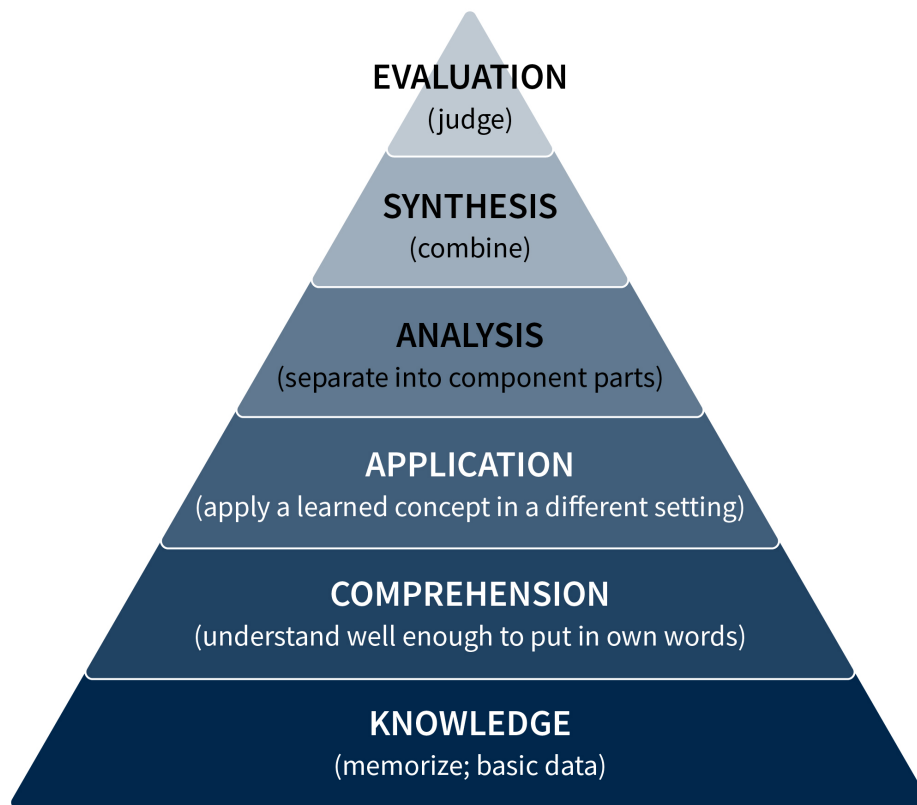 EVALUATION
(judge)
SYNTHESIS
(combine)
ANALYSIS
(separate into component parts)
APPLICATION
(apply a learned concept in a different setting)
COMPREHENSION
(understand well enough to put in own words)
KNOWLEDGE
(memorize; basic data)